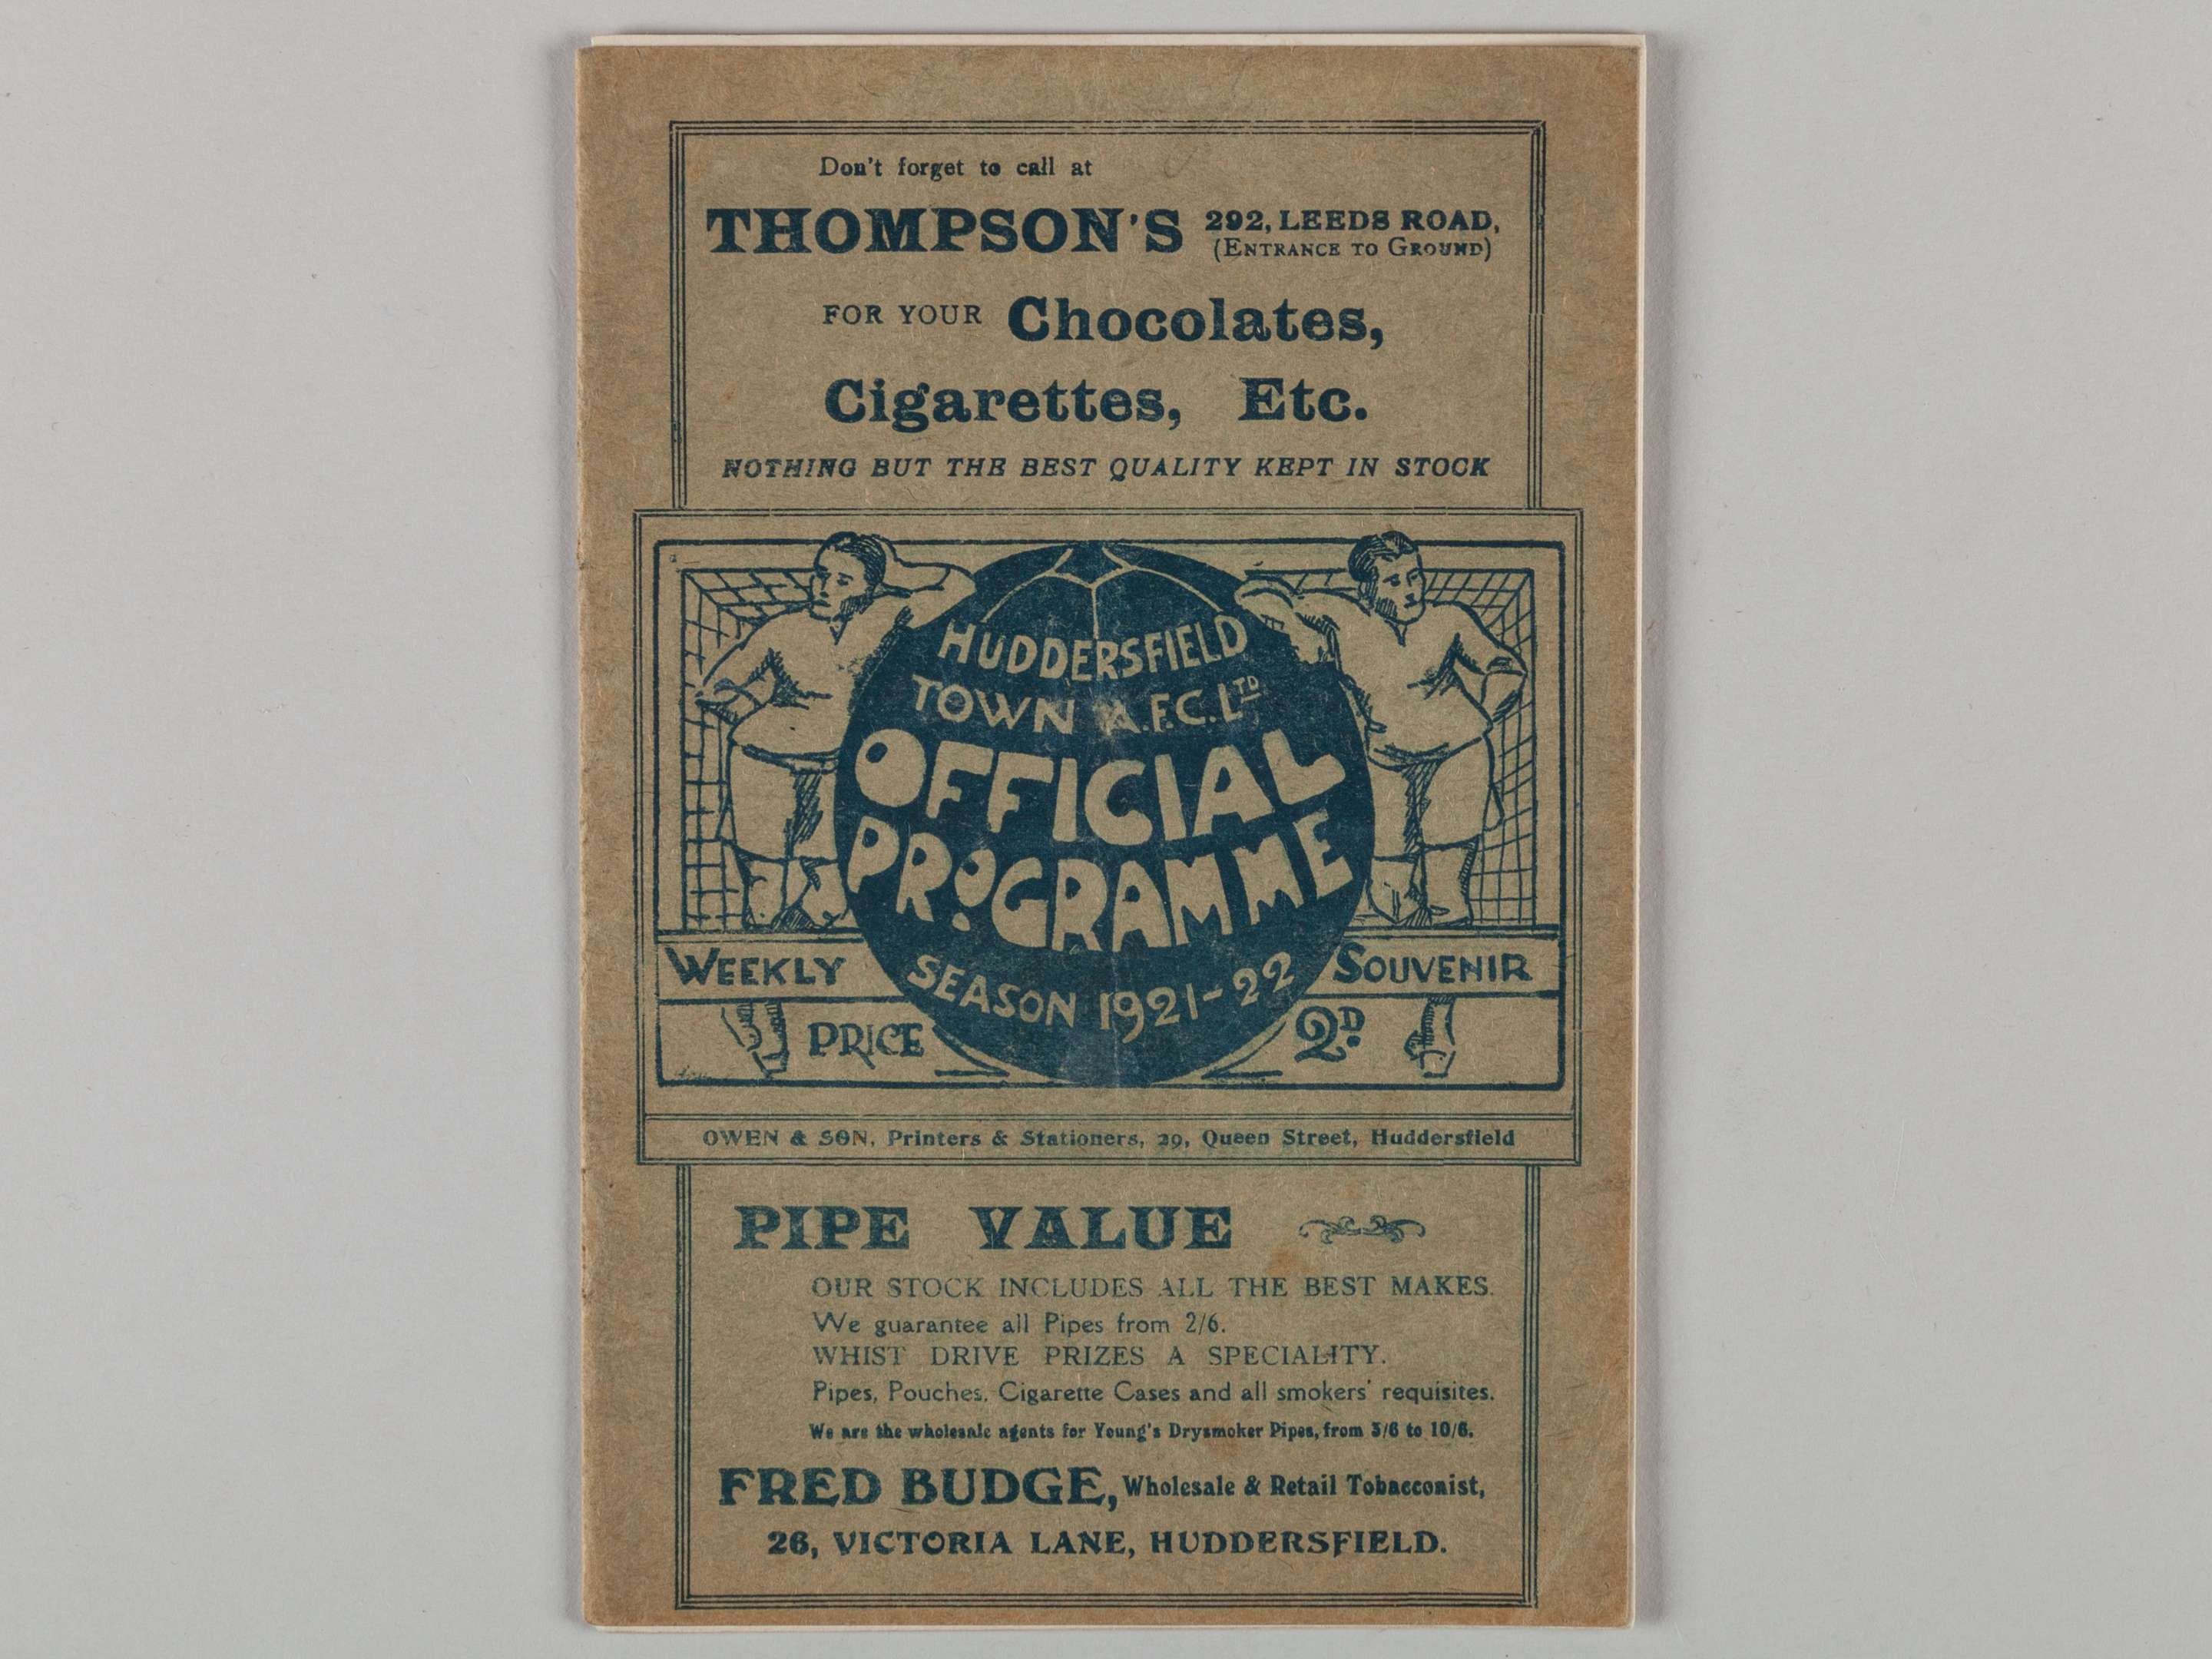 Don't forget to call at
THOMPSON'S 292, LEEDS ROAD,
(ENTRANCE TO GROUND)
FOR YOUR Chocolates,
Cigarettes, Etc.
NOTHING BUT THE BEST QUALITY KEPT IN STOCK
HUDDERSFIELD
TOWN A.F.C. LTD
OFFICIAL
PROGRAMME
SEASON 1921-22
WEEKLY SOUVENIR
PRICE 2D.
OWEN & SON, Printers & Stationers, 29, Queen Street, Huddersfield
PIPE VALUE
OUR STOCK INCLUDES ALL THE BEST MAKES.
We guarantee all Pipes from 2/6.
WHIST DRIVE PRIZES A SPECIALITY.
Pipes, Pouches, Cigarette Cases and all smokers' requisites.
We are the wholesale agents for Young's Drysmoker Pipes, from 3/6 to 10/6.
FRED BUDGE, Wholesale & Retail Tobacconist,
26, VICTORIA LANE, HUDDERSFIELD.